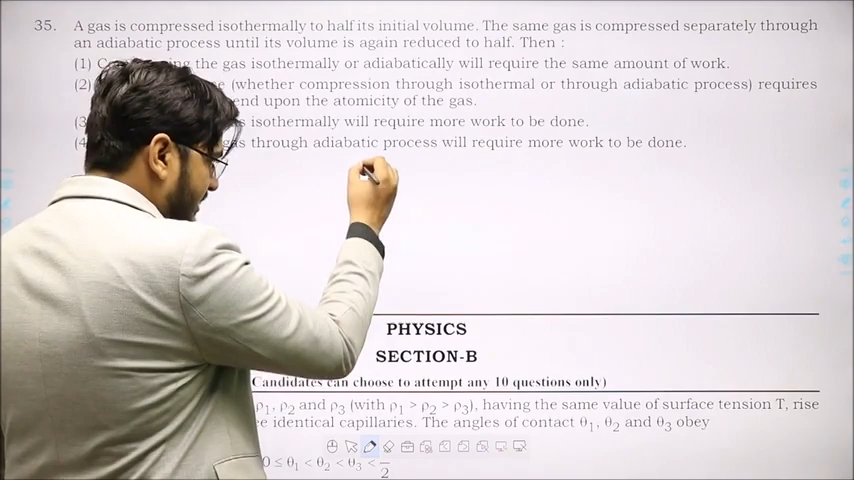 35. A gas is compressed isothermally to half its initial volume. The same gas is compressed separately through
an adiabatic process until its volume is again reduced to half. Then :
(1) the gas isothermally or adiabatically will require the same amount of work.
(2) (whether compression through isothermal or through adiabatic process) requires
upon the atomicity of the gas.
isothermally will require more work to be done.
gas through adiabatic process will require more work to be done.
PHYSICS
SECTION-B
(Candidates can choose to attempt any 10 questions only)
ρ₁, ρ₂ and ρ₃ (with ρ₁ > ρ₂ > ρ₃), having the same value of surface tension T, rise
identical capillaries. The angles of contact θ₁, θ₂ and θ₃ obey
0 ≤ θ₁ < θ₂ < θ₃ < π/2